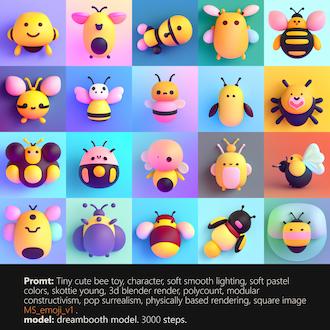 Promt: Tiny cute bee toy, character, soft smooth lighting, soft pastel
colors, skottie young, 3d blender render, polycount, modular
constructivism, pop surrealism, physically based rendering, square image
MS_emoji_v1 .
model: dreambooth model. 3000 steps.